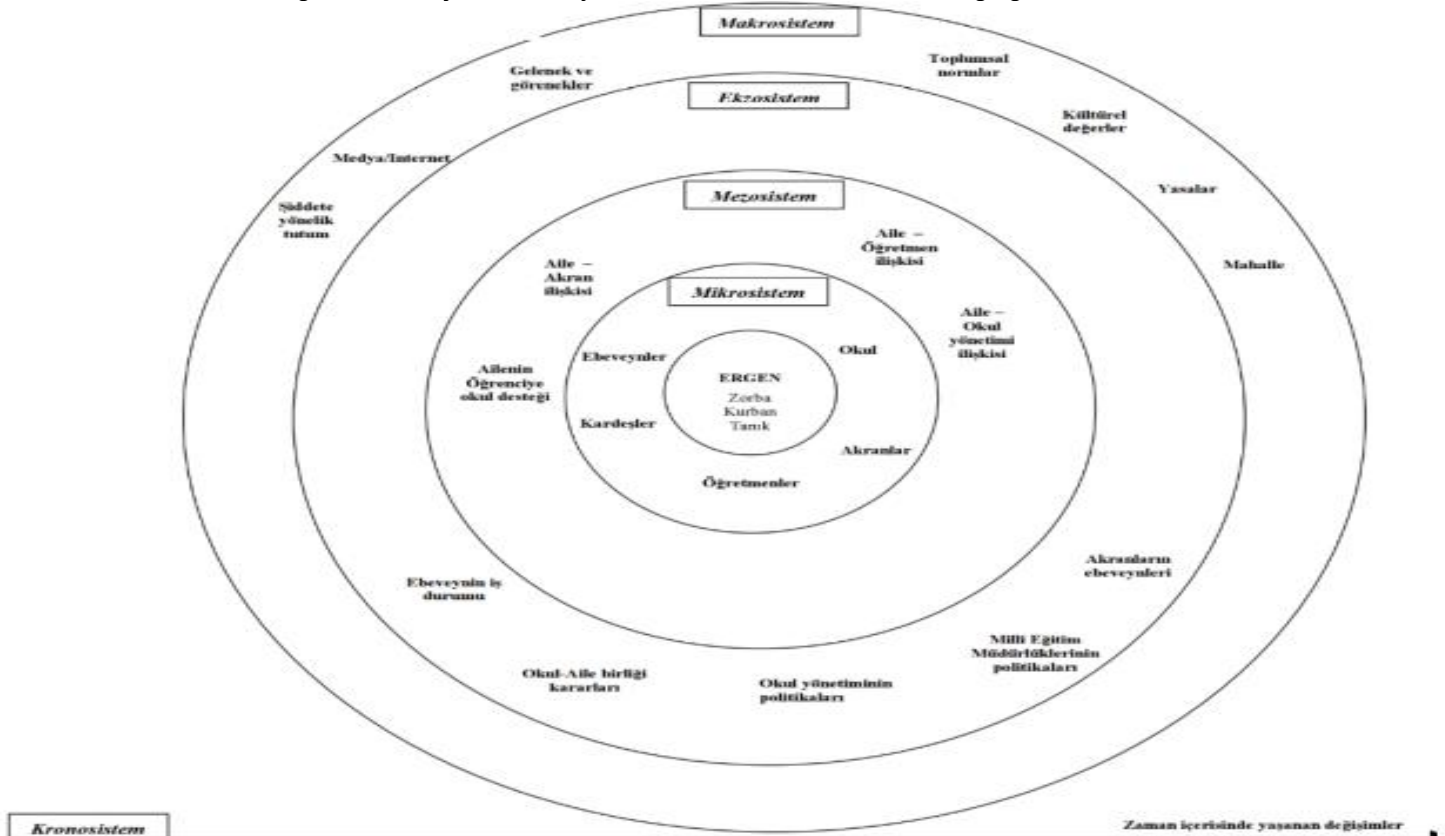 Makrosistem
Gelenek ve
görenekler
Toplumsal
normlar
Ekzosistem
Kültürel
değerler
Medya/Internet
Yasalar
Şiddete
yönelik
tutum
Mahalle
Mezosistem
Aile –
Akran
ilişkisi
Aile –
Öğretmen
ilişkisi
Aile –
Okul
yönetimi
ilişkisi
Ailenin
Öğrenciye
okul desteği
Mikrosistem
Ebeveynler
Okul
Kardeşler
Akranlar
Öğretmenler
ERGEN
Zorba
Kurban
Tanık
Ebeveynin iş
durumu
Akranların
ebeveynleri
Okul-Aile birliği
kararları
Okul yönetiminin
politikaları
Milli Eğitim
Müdürlüklerinin
politikaları
Kronosistem
Zaman içerisinde yaşanan değişimler